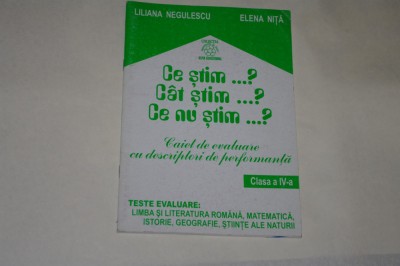 LILIANA NEGULESCU ELENA NIȚĂ
Ce știm ...?
Cât știm ...?
Ce nu știm ...?
Caiet de evaluare
cu descriptori de performanță
Clasa a IV-a
TESTE EVALUARE:
LIMBA ȘI LITERATURA ROMÂNĂ, MATEMATICĂ,
ISTORIE, GEOGRAFIE, ȘTIINȚE ALE NATURII